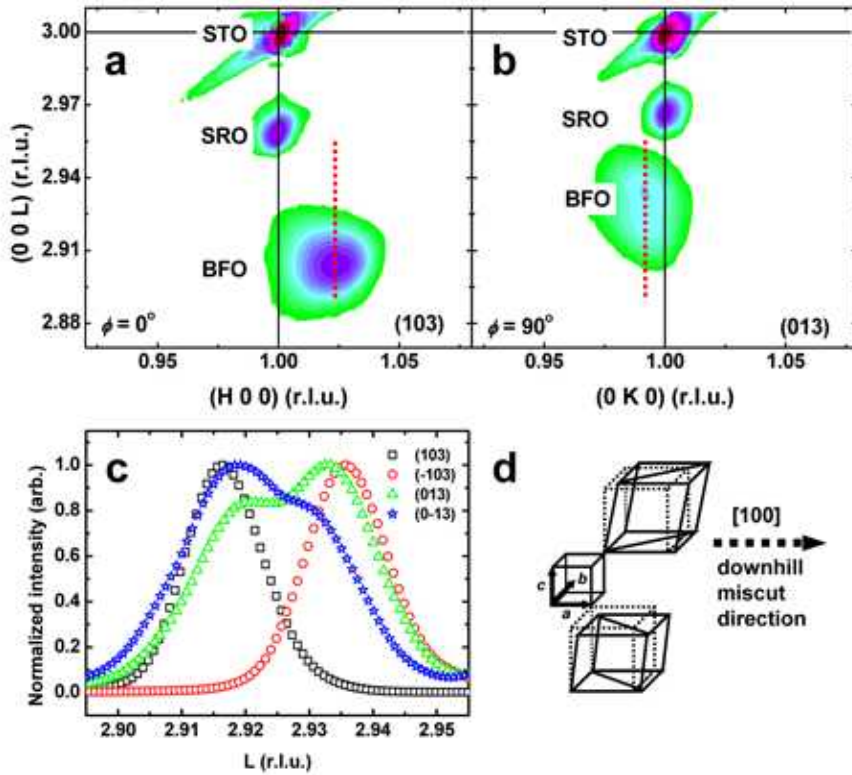 STO
a
SRO
BFO
ϕ = 0°
(103)
3.00
2.97
2.94
2.91
2.88
(0 0 L) (r.l.u.)
0.95
1.00
1.05
(H 0 0) (r.l.u.)
STO
b
SRO
BFO
ϕ = 90°
(013)
0.95
1.00
1.05
(0 K 0) (r.l.u.)
c
(103)
(-103)
(013)
(0-13)
1.0
0.8
0.6
0.4
0.2
0.0
Normalized intensity (arb.)
2.90
2.91
2.92
2.93
2.94
2.95
L (r.l.u.)
d
c
b
a
[100]
downhill
miscut
direction